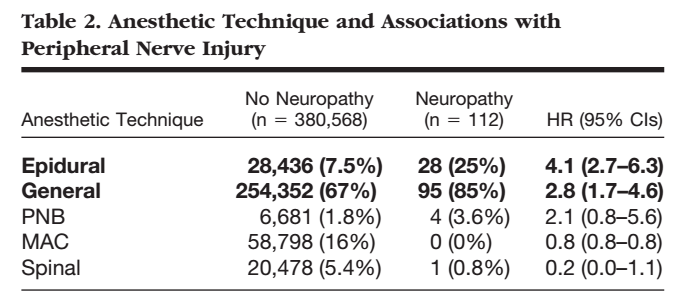 Table 2. Anesthetic Technique and Associations with
Peripheral Nerve Injury
Anesthetic Technique No Neuropathy (n = 380,568) Neuropathy (n = 112) HR (95% CIs)
Epidural 28,436 (7.5%) 28 (25%) 4.1 (2.7–6.3)
General 254,352 (67%) 95 (85%) 2.8 (1.7–4.6)
PNB 6,681 (1.8%) 4 (3.6%) 2.1 (0.8–5.6)
MAC 58,798 (16%) 0 (0%) 0.8 (0.8–0.8)
Spinal 20,478 (5.4%) 1 (0.8%) 0.2 (0.0–1.1)